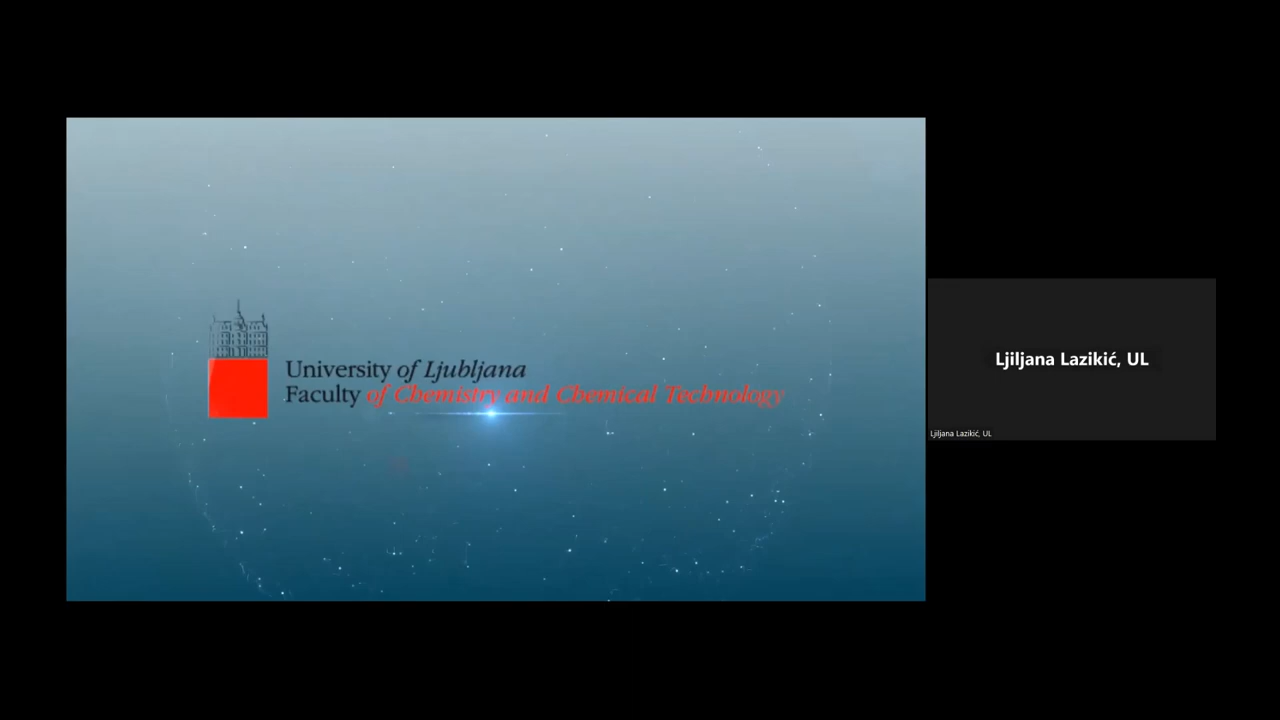 University of Ljubljana
Faculty of Chemistry and Chemical Technology
Ljiljana Lazikić, UL
Ljiljana Lazikić, UL